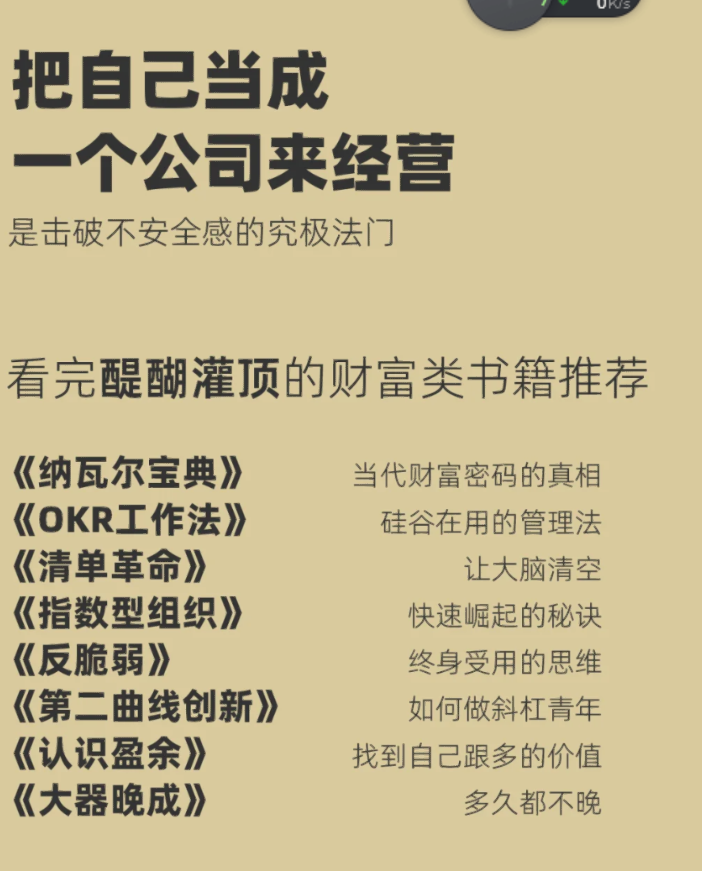 0K/s
把自己当成
一个公司来经营
是击破不安全感的究极法门
看完醍醐灌顶的财富类书籍推荐
《纳瓦尔宝典》 当代财富密码的真相
《OKR工作法》 硅谷在用的管理法
《清单革命》 让大脑清空
《指数型组织》 快速崛起的秘诀
《反脆弱》 终身受用的思维
《第二曲线创新》 如何做斜杠青年
《认识盈余》 找到自己跟多的价值
《大器晚成》 多久都不晚